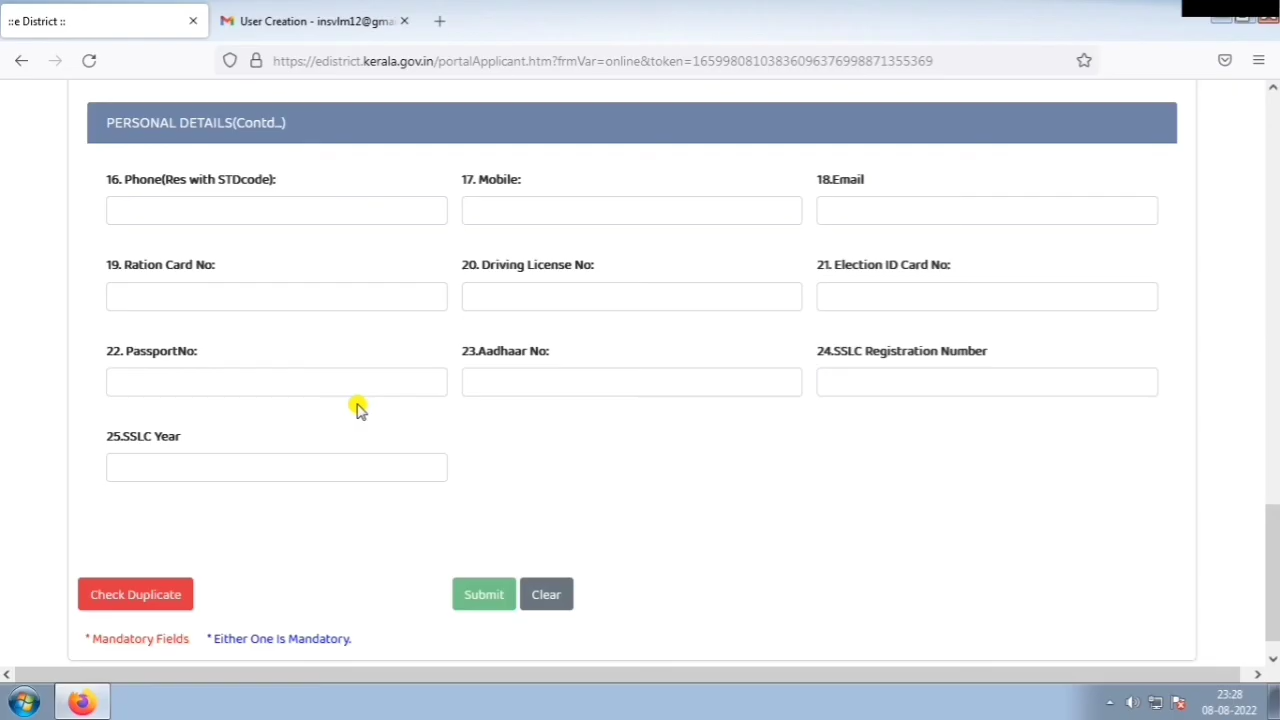 ::e District ::
User Creation - insvlm12@gma
https://edistrict.kerala.gov.in/portalApplicant.htm?frmVar=online&token=16599808103836096376998871355369
PERSONAL DETAILS(Contd...)
16. Phone(Res with STDcode): 17. Mobile: 18.Email
19. Ration Card No: 20. Driving License No: 21. Election ID Card No:
22. PassportNo: 23.Aadhaar No: 24.SSLC Registration Number
25.SSLC Year
Check Duplicate Submit Clear
* Mandatory Fields * Either One Is Mandatory.
23:28
08-08-2022